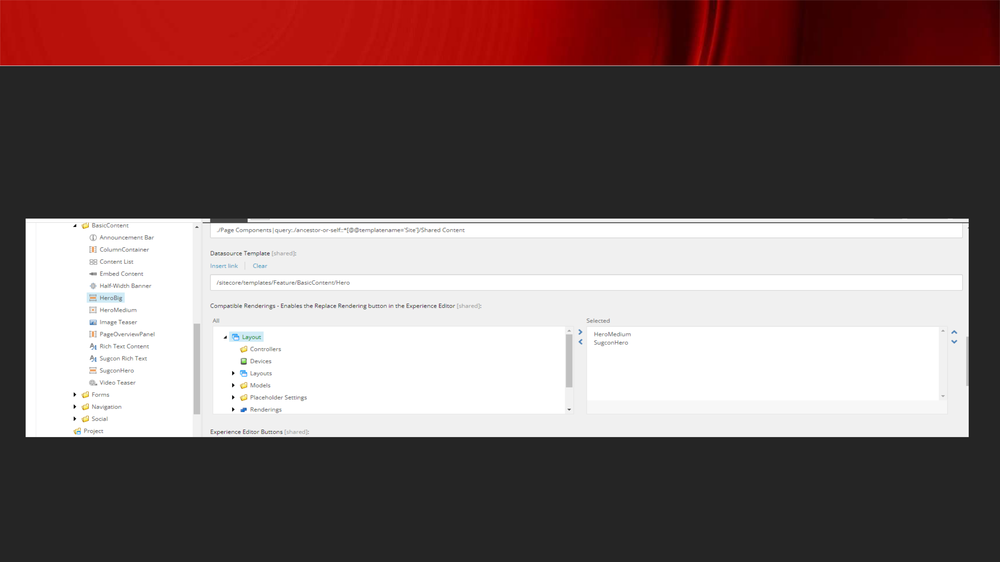 BasicContent
Announcement Bar
ColumnContainer
Content List
Embed Content
Half-Width Banner
HeroBig
HeroMedium
Image Teaser
PageOverviewPanel
Rich Text Content
Sugcon Rich Text
SugconHero
Video Teaser
Forms
Navigation
Social
Project
./Page Components|query:./ancestor-or-self::*[@@templatename='Site']/Shared Content
Datasource Template [shared]:
Insert link Clear
/sitecore/templates/Feature/BasicContent/Hero
Compatible Renderings - Enables the Replace Rendering button in the Experience Editor [shared]:
All
Layout
Controllers
Devices
Layouts
Models
Placeholder Settings
Renderings
Selected
HeroMedium
SugconHero
Experience Editor Buttons [shared]: